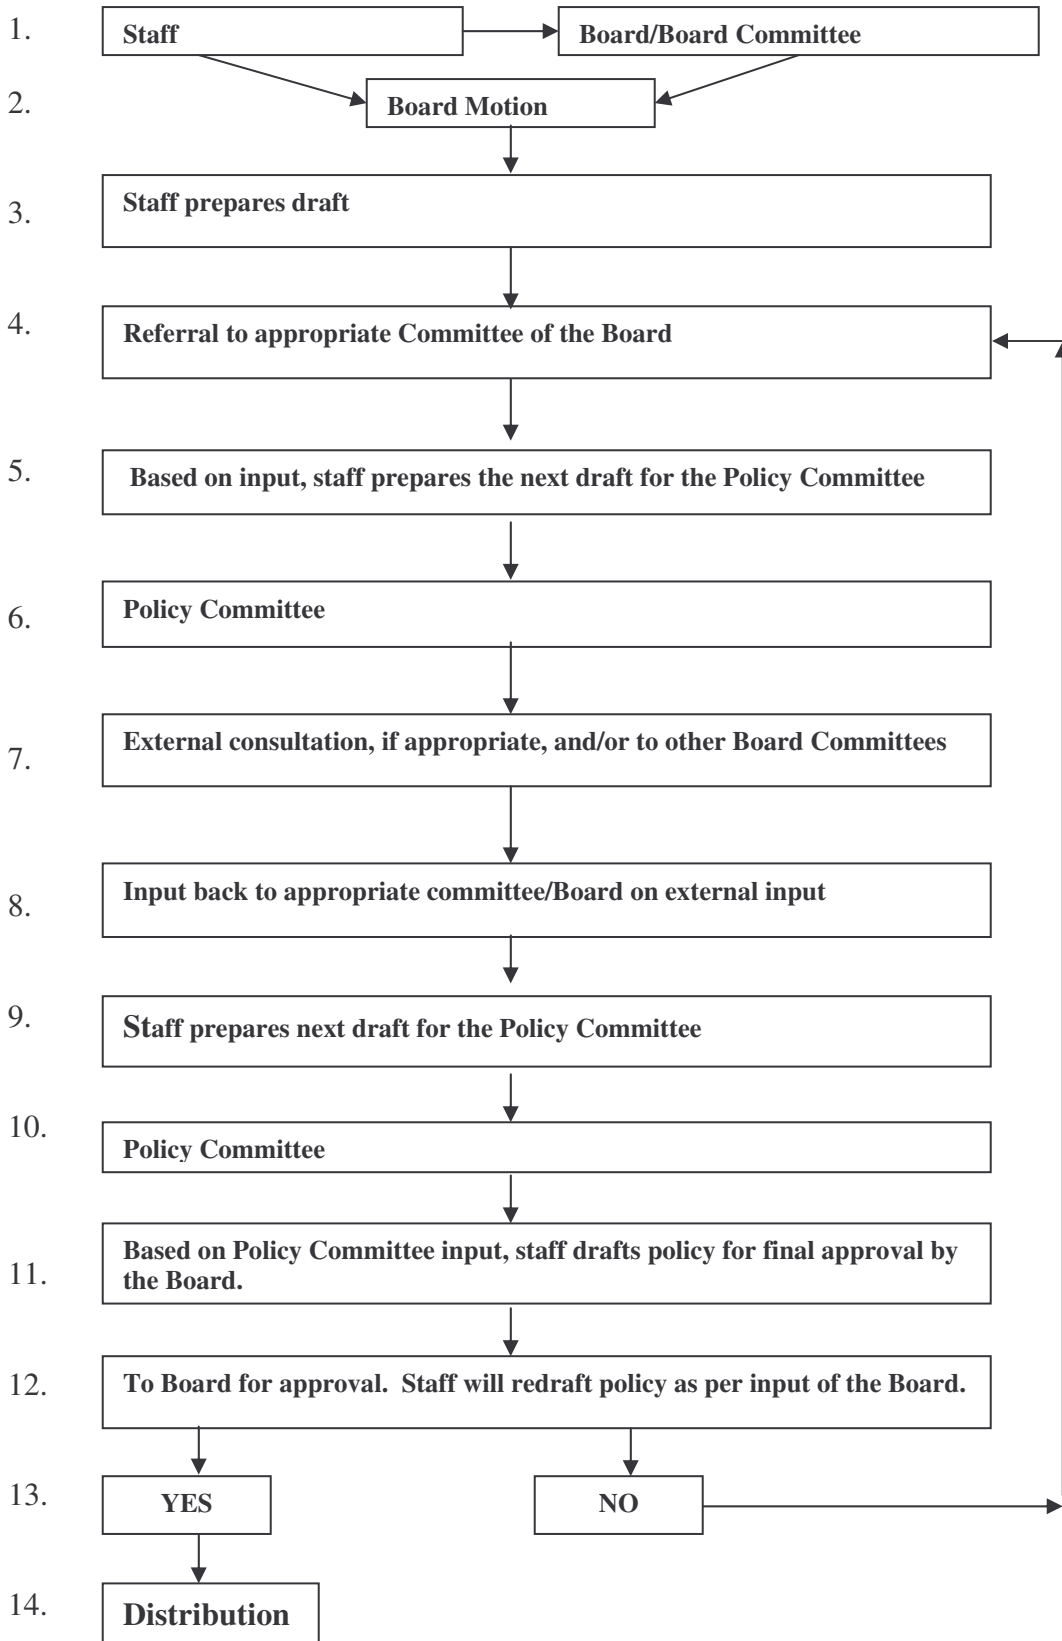 1. Staff Board/Board Committee
2. Board Motion
3. Staff prepares draft
4. Referral to appropriate Committee of the Board
5. Based on input, staff prepares the next draft for the Policy Committee
6. Policy Committee
7. External consultation, if appropriate, and/or to other Board Committees
8. Input back to appropriate committee/Board on external input
9. Staff prepares next draft for the Policy Committee
10. Policy Committee
11. Based on Policy Committee input, staff drafts policy for final approval by
the Board.
12. To Board for approval.  Staff will redraft policy as per input of the Board.
13. YES NO
14. Distribution